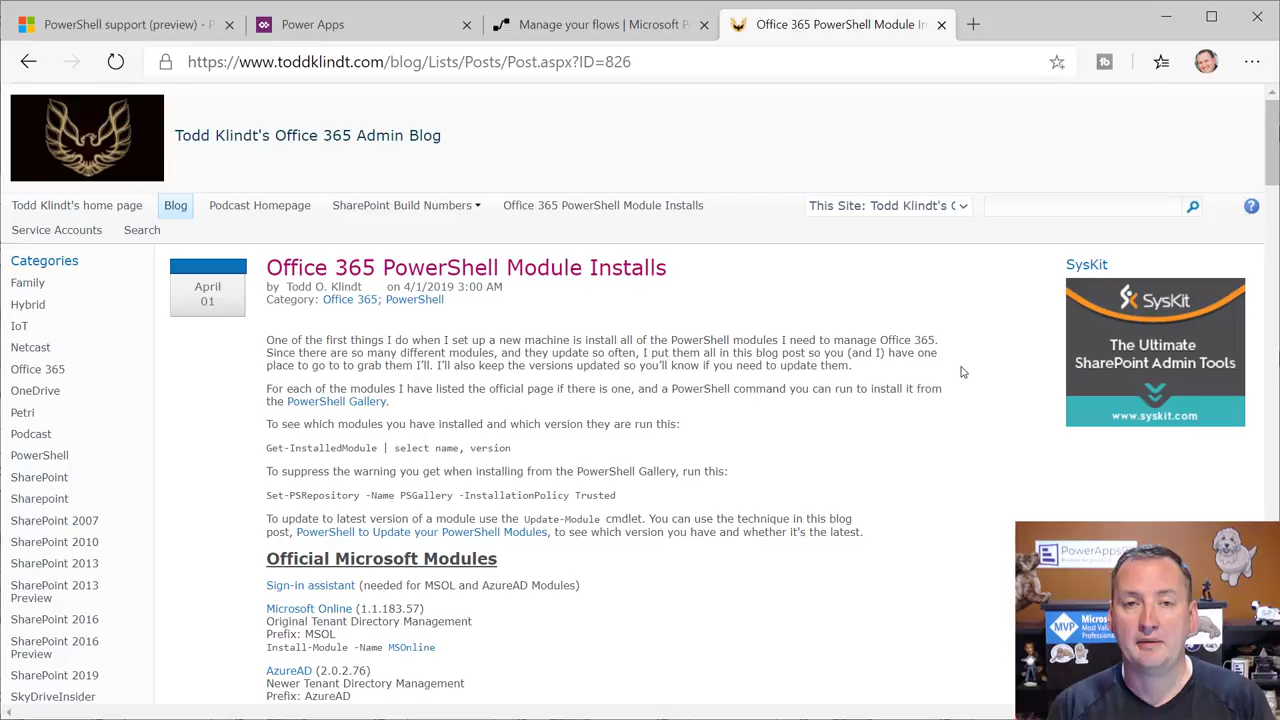 PowerShell support (preview) - P
Power Apps
Manage your flows | Microsoft P
Office 365 PowerShell Module In
https://www.toddklindt.com/blog/Lists/Posts/Post.aspx?ID=826
tb
Todd Klindt's Office 365 Admin Blog
Todd Klindt's home page
Blog
Podcast Homepage
SharePoint Build Numbers
Office 365 PowerShell Module Installs
This Site: Todd Klindt's O
Service Accounts
Search
Categories
Family
Hybrid
IoT
Netcast
Office 365
OneDrive
Petri
Podcast
PowerShell
SharePoint
Sharepoint
SharePoint 2007
SharePoint 2010
SharePoint 2013
SharePoint 2013
Preview
SharePoint 2016
SharePoint 2016
Preview
SharePoint 2019
SkyDriveInsider
April
01
Office 365 PowerShell Module Installs
by Todd O. Klindt on 4/1/2019 3:00 AM
Category: Office 365; PowerShell
One of the first things I do when I set up a new machine is install all of the PowerShell modules I need to manage Office 365.
Since there are so many different modules, and they update so often, I put them all in this blog post so you (and I) have one
place to go to to grab them I'll. I'll also keep the versions updated so you'll know if you need to update them.
For each of the modules I have listed the official page if there is one, and a PowerShell command you can run to install it from
the PowerShell Gallery.
To see which modules you have installed and which version they are run this:
Get-InstalledModule | select name, version
To suppress the warning you get when installing from the PowerShell Gallery, run this:
Set-PSRepository -Name PSGallery -InstallationPolicy Trusted
To update to latest version of a module use the Update-Module cmdlet. You can use the technique in this blog
post, PowerShell to Update your PowerShell Modules, to see which version you have and whether it's the latest.
Official Microsoft Modules
Sign-in assistant (needed for MSOL and AzureAD Modules)
Microsoft Online (1.1.183.57)
Original Tenant Directory Management
Prefix: MSOL
Install-Module -Name MSOnline
AzureAD (2.0.2.76)
Newer Tenant Directory Management
Prefix: AzureAD
SysKit
SysKit
The Ultimate
SharePoint Admin Tools
www.syskit.com
PowerApps
MVP
Micros
Most Valu
Professional